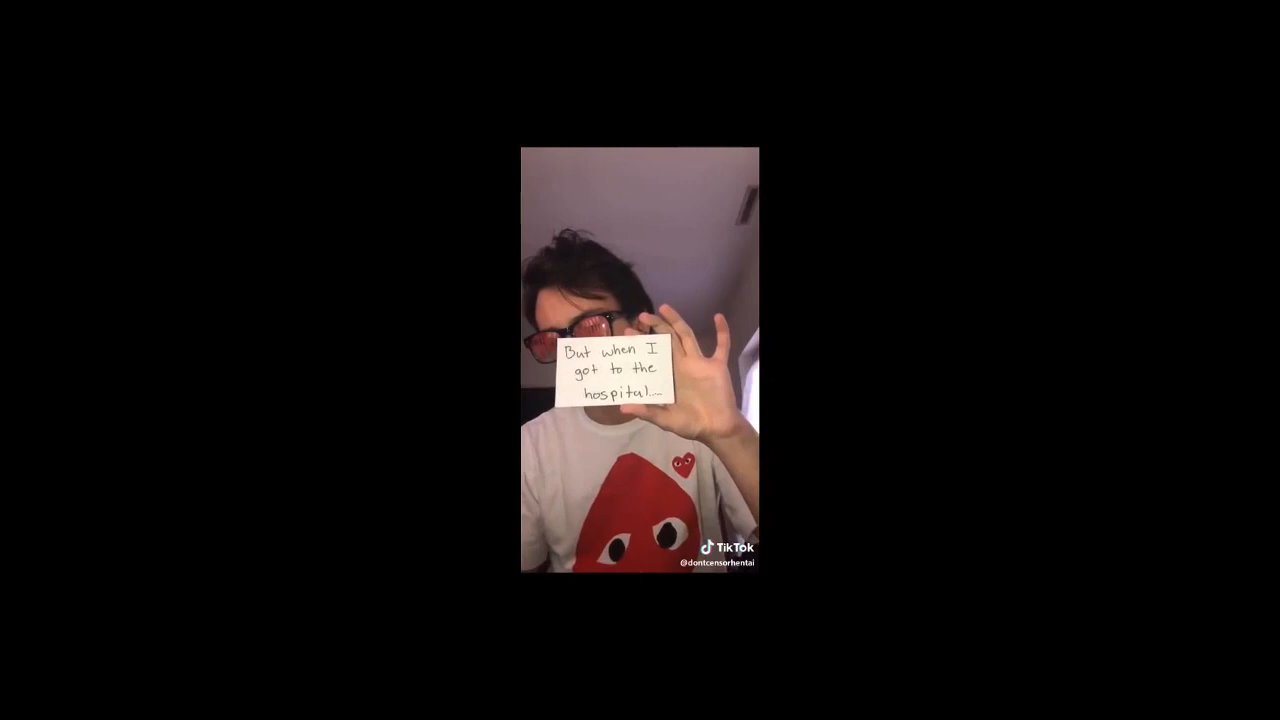 But when I
got to the
hospital....
TikTok
@dontcensorhentai